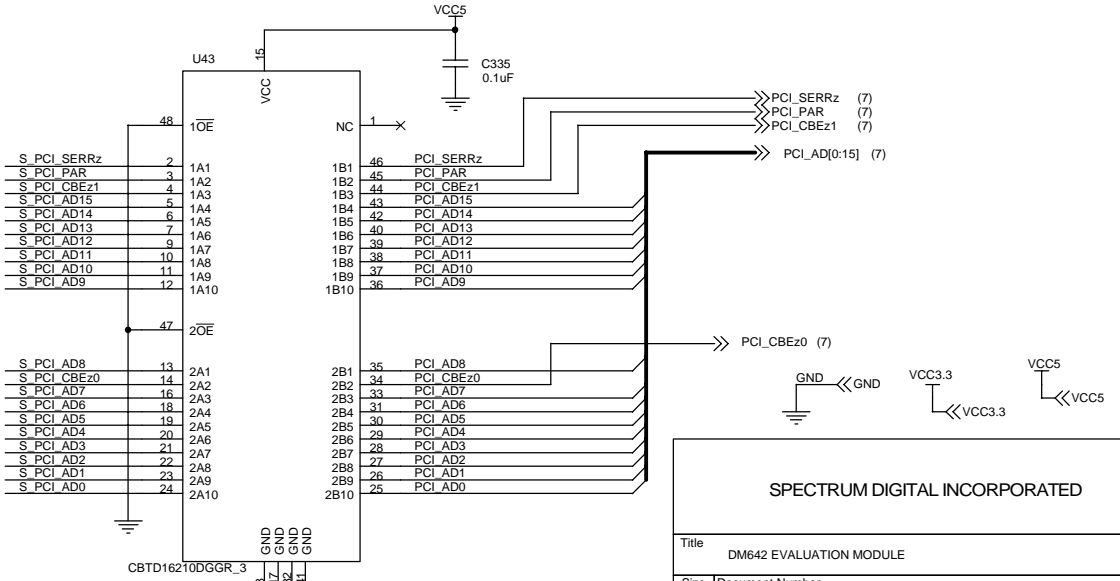 VCC5
U43
15
VCC
C335
0.1uF
48 1OE
NC 1
S_PCI_SERRz 2 1A1 1B1 46 PCI_SERRz
S_PCI_PAR 3 1A2 1B2 45 PCI_PAR
S_PCI_CBEz1 4 1A3 1B3 44 PCI_CBEz1
S_PCI_AD15 5 1A4 1B4 43 PCI_AD15
S_PCI_AD14 6 1A5 1B5 42 PCI_AD14
S_PCI_AD13 7 1A6 1B6 40 PCI_AD13
S_PCI_AD12 9 1A7 1B7 39 PCI_AD12
S_PCI_AD11 10 1A8 1B8 38 PCI_AD11
S_PCI_AD10 11 1A9 1B9 37 PCI_AD10
S_PCI_AD9 12 1A10 1B10 36 PCI_AD9
PCI_SERRz (7)
PCI_PAR (7)
PCI_CBEz1 (7)
PCI_AD[0:15] (7)
47 2OE
S_PCI_AD8 13 2A1 2B1 35 PCI_AD8
S_PCI_CBEz0 14 2A2 2B2 34 PCI_CBEz0
S_PCI_AD7 16 2A3 2B3 33 PCI_AD7
S_PCI_AD6 18 2A4 2B4 31 PCI_AD6
S_PCI_AD5 19 2A5 2B5 30 PCI_AD5
S_PCI_AD4 20 2A6 2B6 29 PCI_AD4
S_PCI_AD3 21 2A7 2B7 28 PCI_AD3
S_PCI_AD2 22 2A8 2B8 27 PCI_AD2
S_PCI_AD1 23 2A9 2B9 26 PCI_AD1
S_PCI_AD0 24 2A10 2B10 25 PCI_AD0
PCI_CBEz0 (7)
GND GND
VCC3.3
VCC3.3
VCC5
VCC5
GND
GND
GND
GND
CBTD16210DGGR_3
SPECTRUM DIGITAL INCORPORATED
Title
DM642 EVALUATION MODULE
Size Document Number